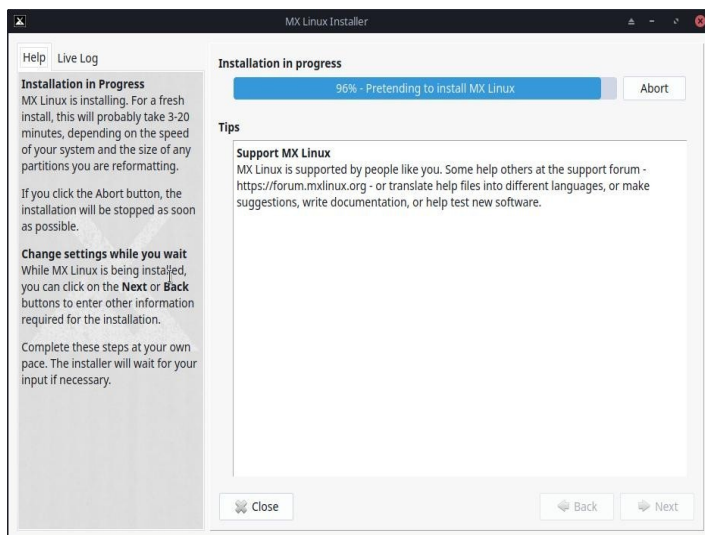 MX Linux Installer
Help
Live Log
Installation in Progress
MX Linux is installing. For a fresh
install, this will probably take 3-20
minutes, depending on the speed
of your system and the size of any
partitions you are reformatting.
If you click the Abort button, the
installation will be stopped as soon
as possible.
Change settings while you wait
While MX Linux is being installed,
you can click on the Next or Back
buttons to enter other information
required for the installation.
Complete these steps at your own
pace. The installer will wait for your
input if necessary.
Installation in progress
96% - Pretending to install MX Linux
Abort
Tips
Support MX Linux
MX Linux is supported by people like you. Some help others at the support forum -
https://forum.mxlinux.org - or translate help files into different languages, or make
suggestions, write documentation, or help test new software.
Close
Back
Next